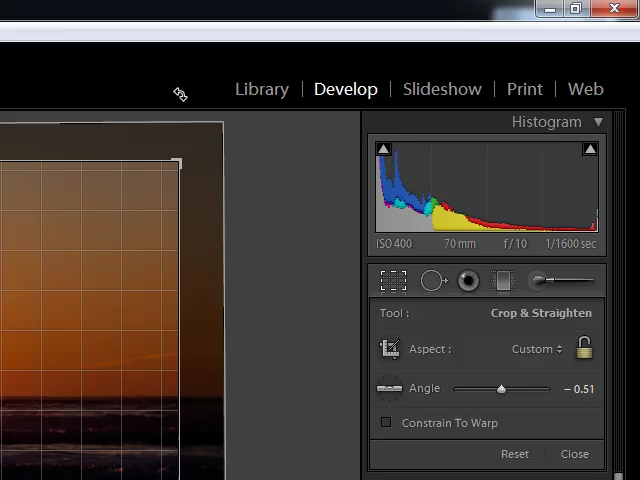 Library | Develop | Slideshow | Print | Web
Histogram
ISO 400 70 mm f / 10 1/1600 sec
Tool : Crop & Straighten
Aspect : Custom
Angle - 0.51
Constrain To Warp
Reset Close